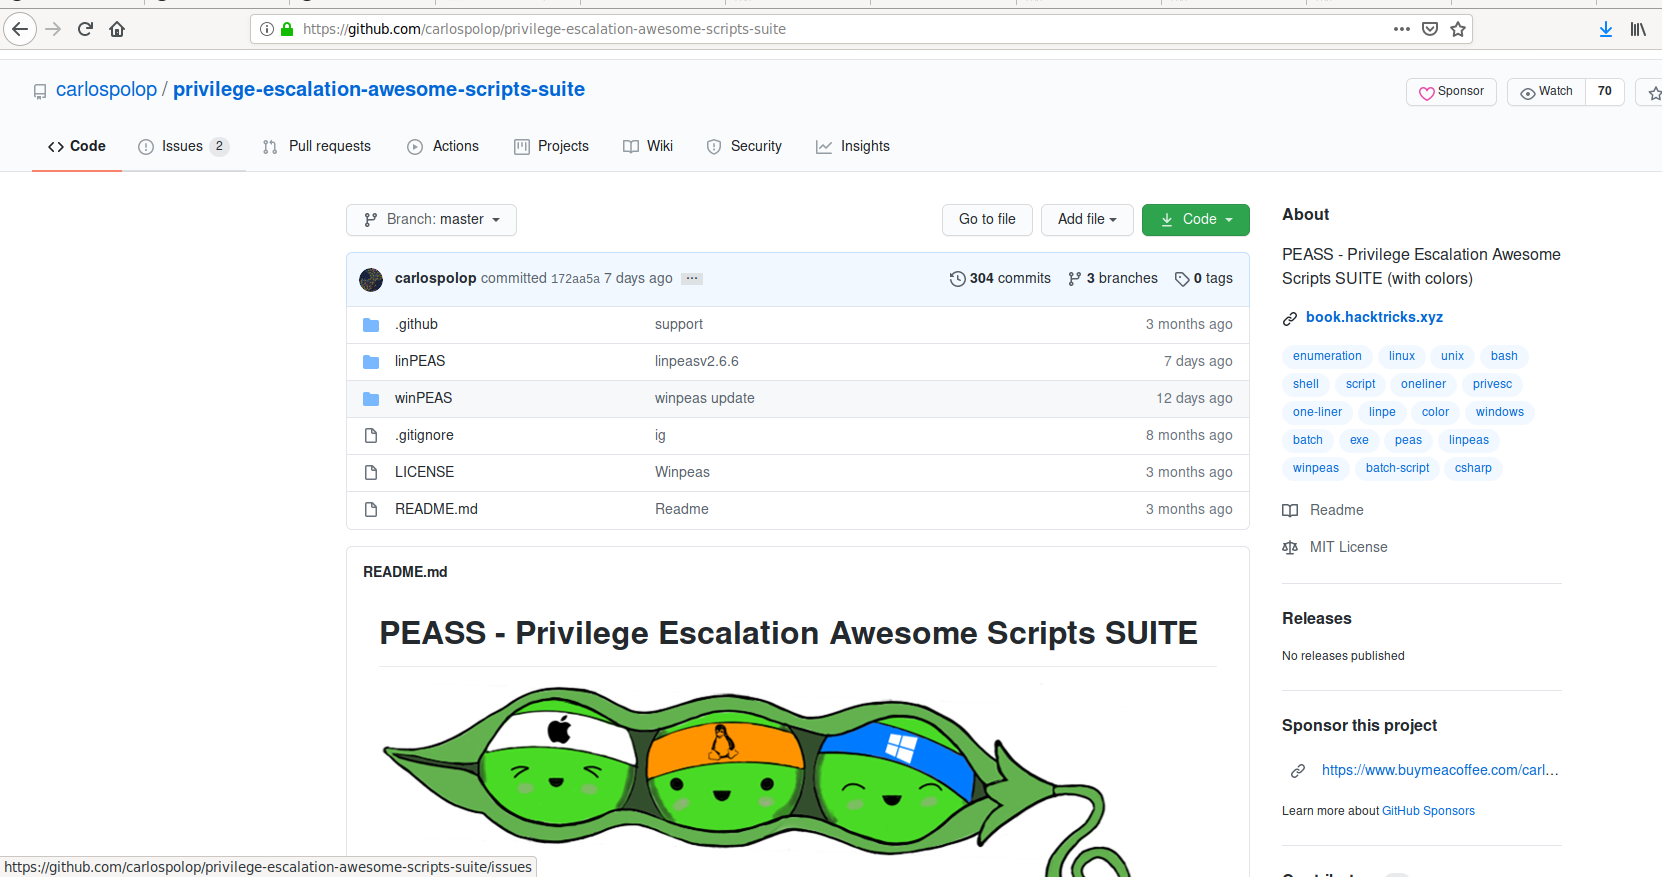 https://github.com/carlospolop/privilege-escalation-awesome-scripts-suite
carlospolop / privilege-escalation-awesome-scripts-suite
Sponsor
Watch 70
Code
Issues 2
Pull requests
Actions
Projects
Wiki
Security
Insights
Branch: master
Go to file
Add file
Code
carlospolop committed 172aa5a 7 days ago
304 commits
3 branches
0 tags
.github support 3 months ago
linPEAS linpeasv2.6.6 7 days ago
winPEAS winpeas update 12 days ago
.gitignore ig 8 months ago
LICENSE Winpeas 3 months ago
README.md Readme 3 months ago
README.md
PEASS - Privilege Escalation Awesome Scripts SUITE
About
PEASS - Privilege Escalation Awesome
Scripts SUITE (with colors)
book.hacktricks.xyz
enumeration linux unix bash
shell script oneliner privesc
one-liner linpe color windows
batch exe peas linpeas
winpeas batch-script csharp
Readme
MIT License
Releases
No releases published
Sponsor this project
https://www.buymeacoffee.com/carl...
Learn more about GitHub Sponsors
https://github.com/carlospolop/privilege-escalation-awesome-scripts-suite/issues